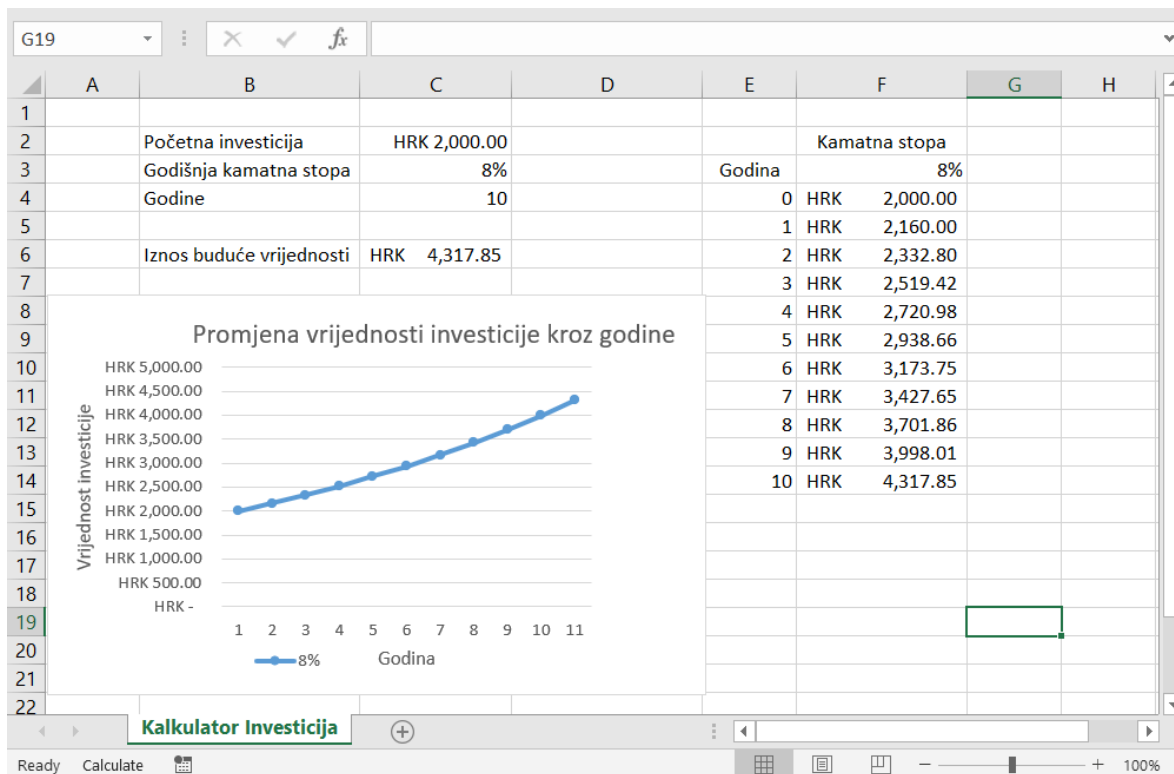 G19 fx
A B C D E F G H
1
2 Početna investicija HRK 2,000.00 Kamatna stopa
3 Godišnja kamatna stopa 8% Godina 8%
4 Godine 10 0 HRK 2,000.00
5 1 HRK 2,160.00
6 Iznos buduće vrijednosti HRK 4,317.85 2 HRK 2,332.80
7 3 HRK 2,519.42
8 4 HRK 2,720.98
9 5 HRK 2,938.66
10 6 HRK 3,173.75
11 7 HRK 3,427.65
12 8 HRK 3,701.86
13 9 HRK 3,998.01
14 10 HRK 4,317.85
15
16
17
18
19
20
21
22
Promjena vrijednosti investicije kroz godine
Vrijednost investicije
HRK 5,000.00
HRK 4,500.00
HRK 4,000.00
HRK 3,500.00
HRK 3,000.00
HRK 2,500.00
HRK 2,000.00
HRK 1,500.00
HRK 1,000.00
HRK 500.00
HRK -
1 2 3 4 5 6 7 8 9 10 11
8% Godina
Kalkulator Investicija
Ready Calculate 100%